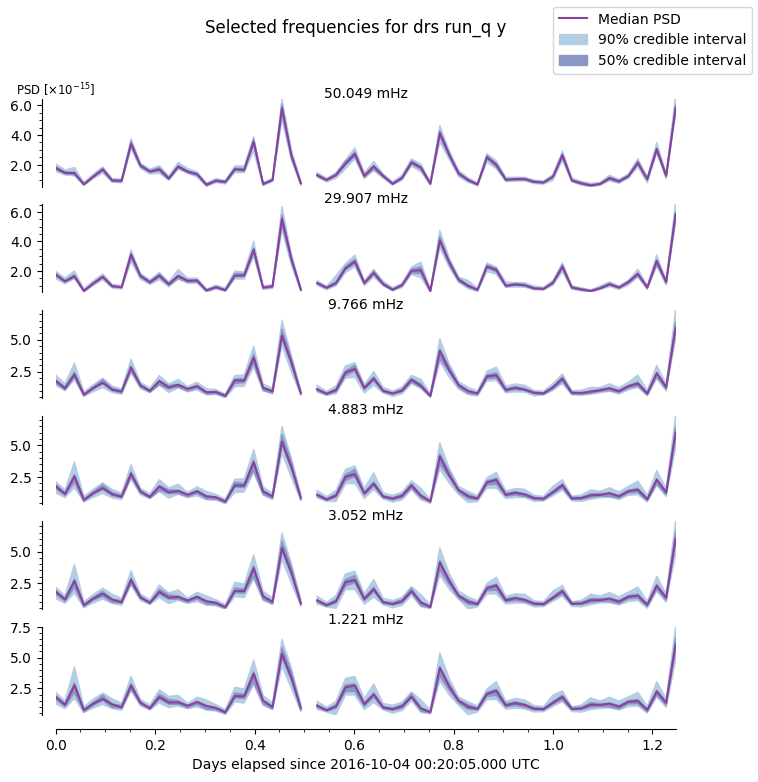 Selected frequencies for drs run_q y
Median PSD
90% credible interval
50% credible interval
PSD [×10⁻¹⁵]
50.049 mHz
6.0
4.0
2.0
29.907 mHz
6.0
4.0
2.0
9.766 mHz
5.0
2.5
4.883 mHz
5.0
2.5
3.052 mHz
5.0
2.5
1.221 mHz
7.5
5.0
2.5
0.0 0.2 0.4 0.6 0.8 1.0 1.2
Days elapsed since 2016-10-04 00:20:05.000 UTC